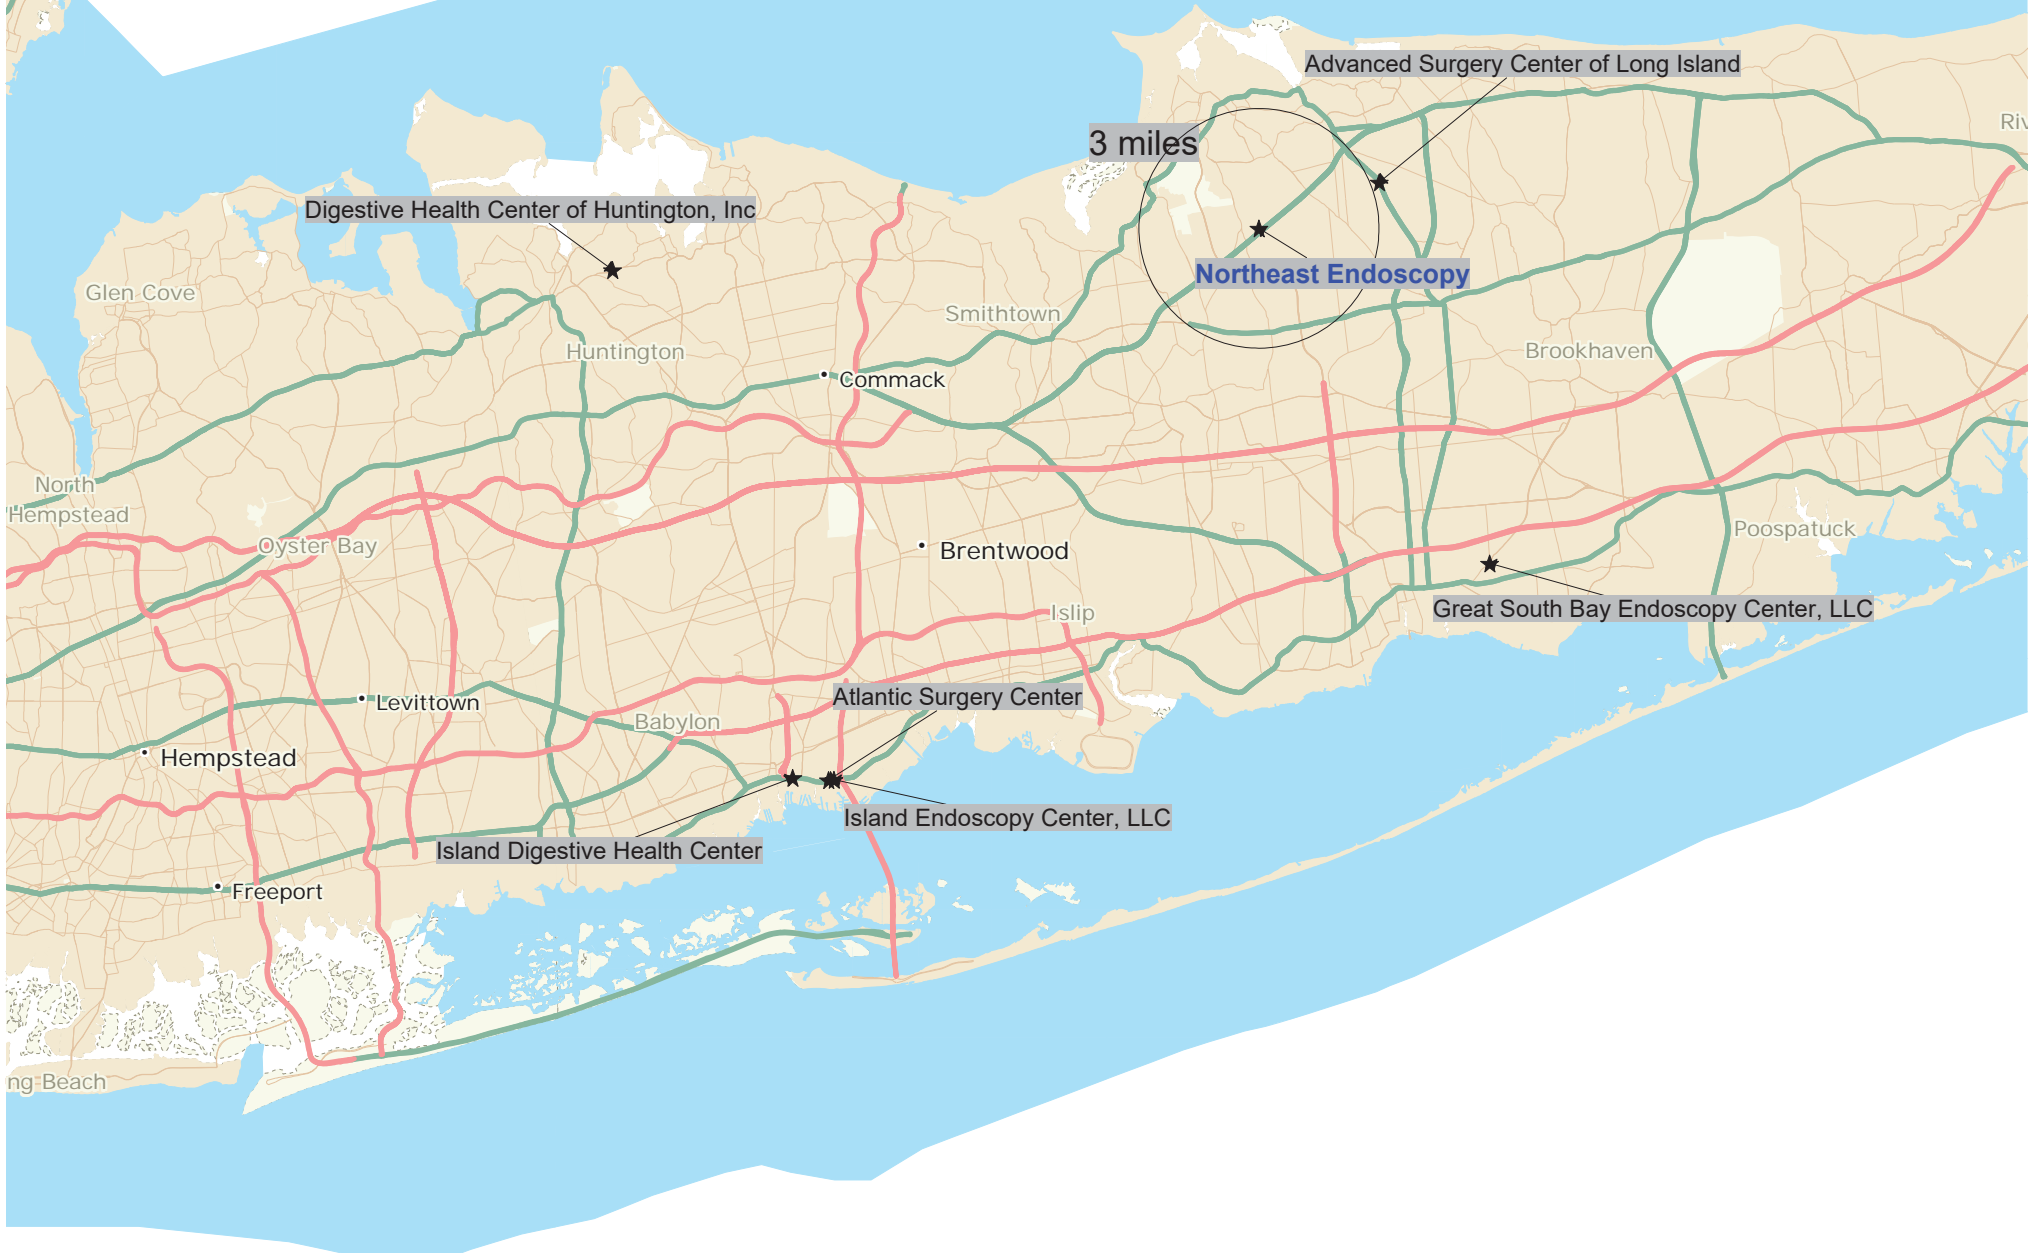 Advanced Surgery Center of Long Island
Riv
3 miles
Digestive Health Center of Huntington, Inc
Northeast Endoscopy
Glen Cove
Smithtown
Huntington
Brookhaven
Commack
North
Hempstead
Oyster Bay
Poospatuck
Brentwood
Great South Bay Endoscopy Center, LLC
Islip
Levittown
Atlantic Surgery Center
Babylon
Hempstead
Island Endoscopy Center, LLC
Island Digestive Health Center
Freeport
ng Beach